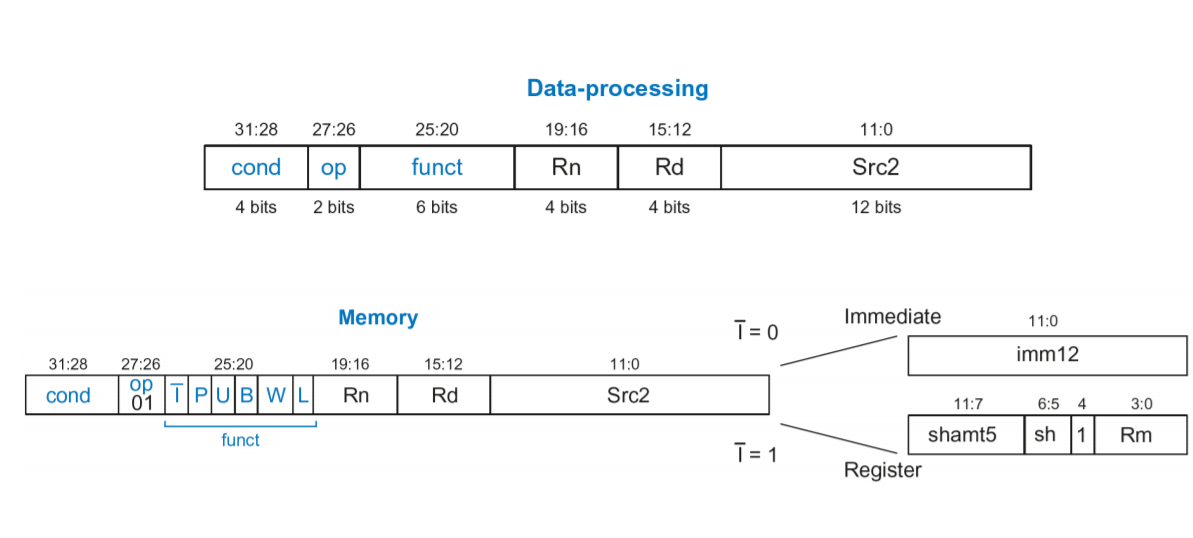 Data-processing
31:28 27:26 25:20 19:16 15:12 11:0
cond op funct Rn Rd Src2
4 bits 2 bits 6 bits 4 bits 4 bits 12 bits
Memory
I̅ = 0
Immediate
11:0
imm12
31:28 27:26 25:20 19:16 15:12 11:0
cond op 01 I̅ P U B W L Rn Rd Src2
funct
I̅ = 1
Register
11:7 6:5 4 3:0
shamt5 sh 1 Rm